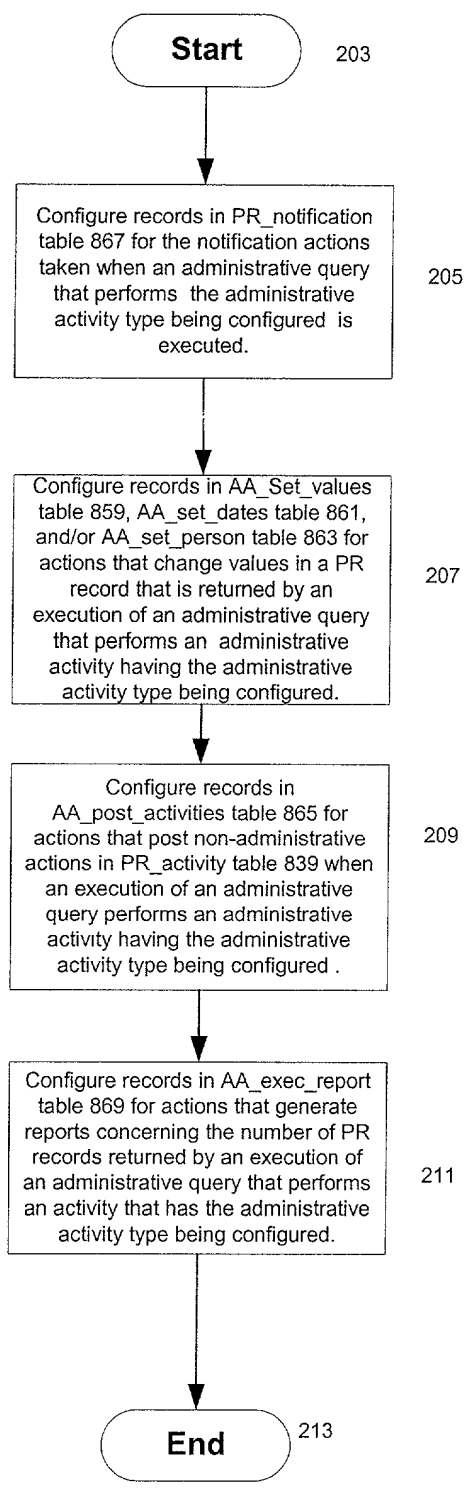 Start
203
Configure records in PR_notification
table 867 for the notification actions
taken when an administrative query
that performs the administrative
activity type being configured is
executed.
205
Configure records in AA_Set_values
table 859, AA_set_dates table 861,
and/or AA_set_person table 863 for
actions that change values in a PR
record that is returned by an
execution of an administrative query
that performs an administrative
activity having the administrative
activity type being configured.
207
Configure records in
AA_post_activities table 865 for
actions that post non-administrative
actions in PR_activity table 839 when
an execution of an administrative
query performs an administrative
activity having the administrative
activity type being configured .
209
Configure records in AA_exec_report
table 869 for actions that generate
reports concerning the number of PR
records returned by an execution of
an administrative query that performs
an activity that has the administrative
activity type being configured.
211
End
213